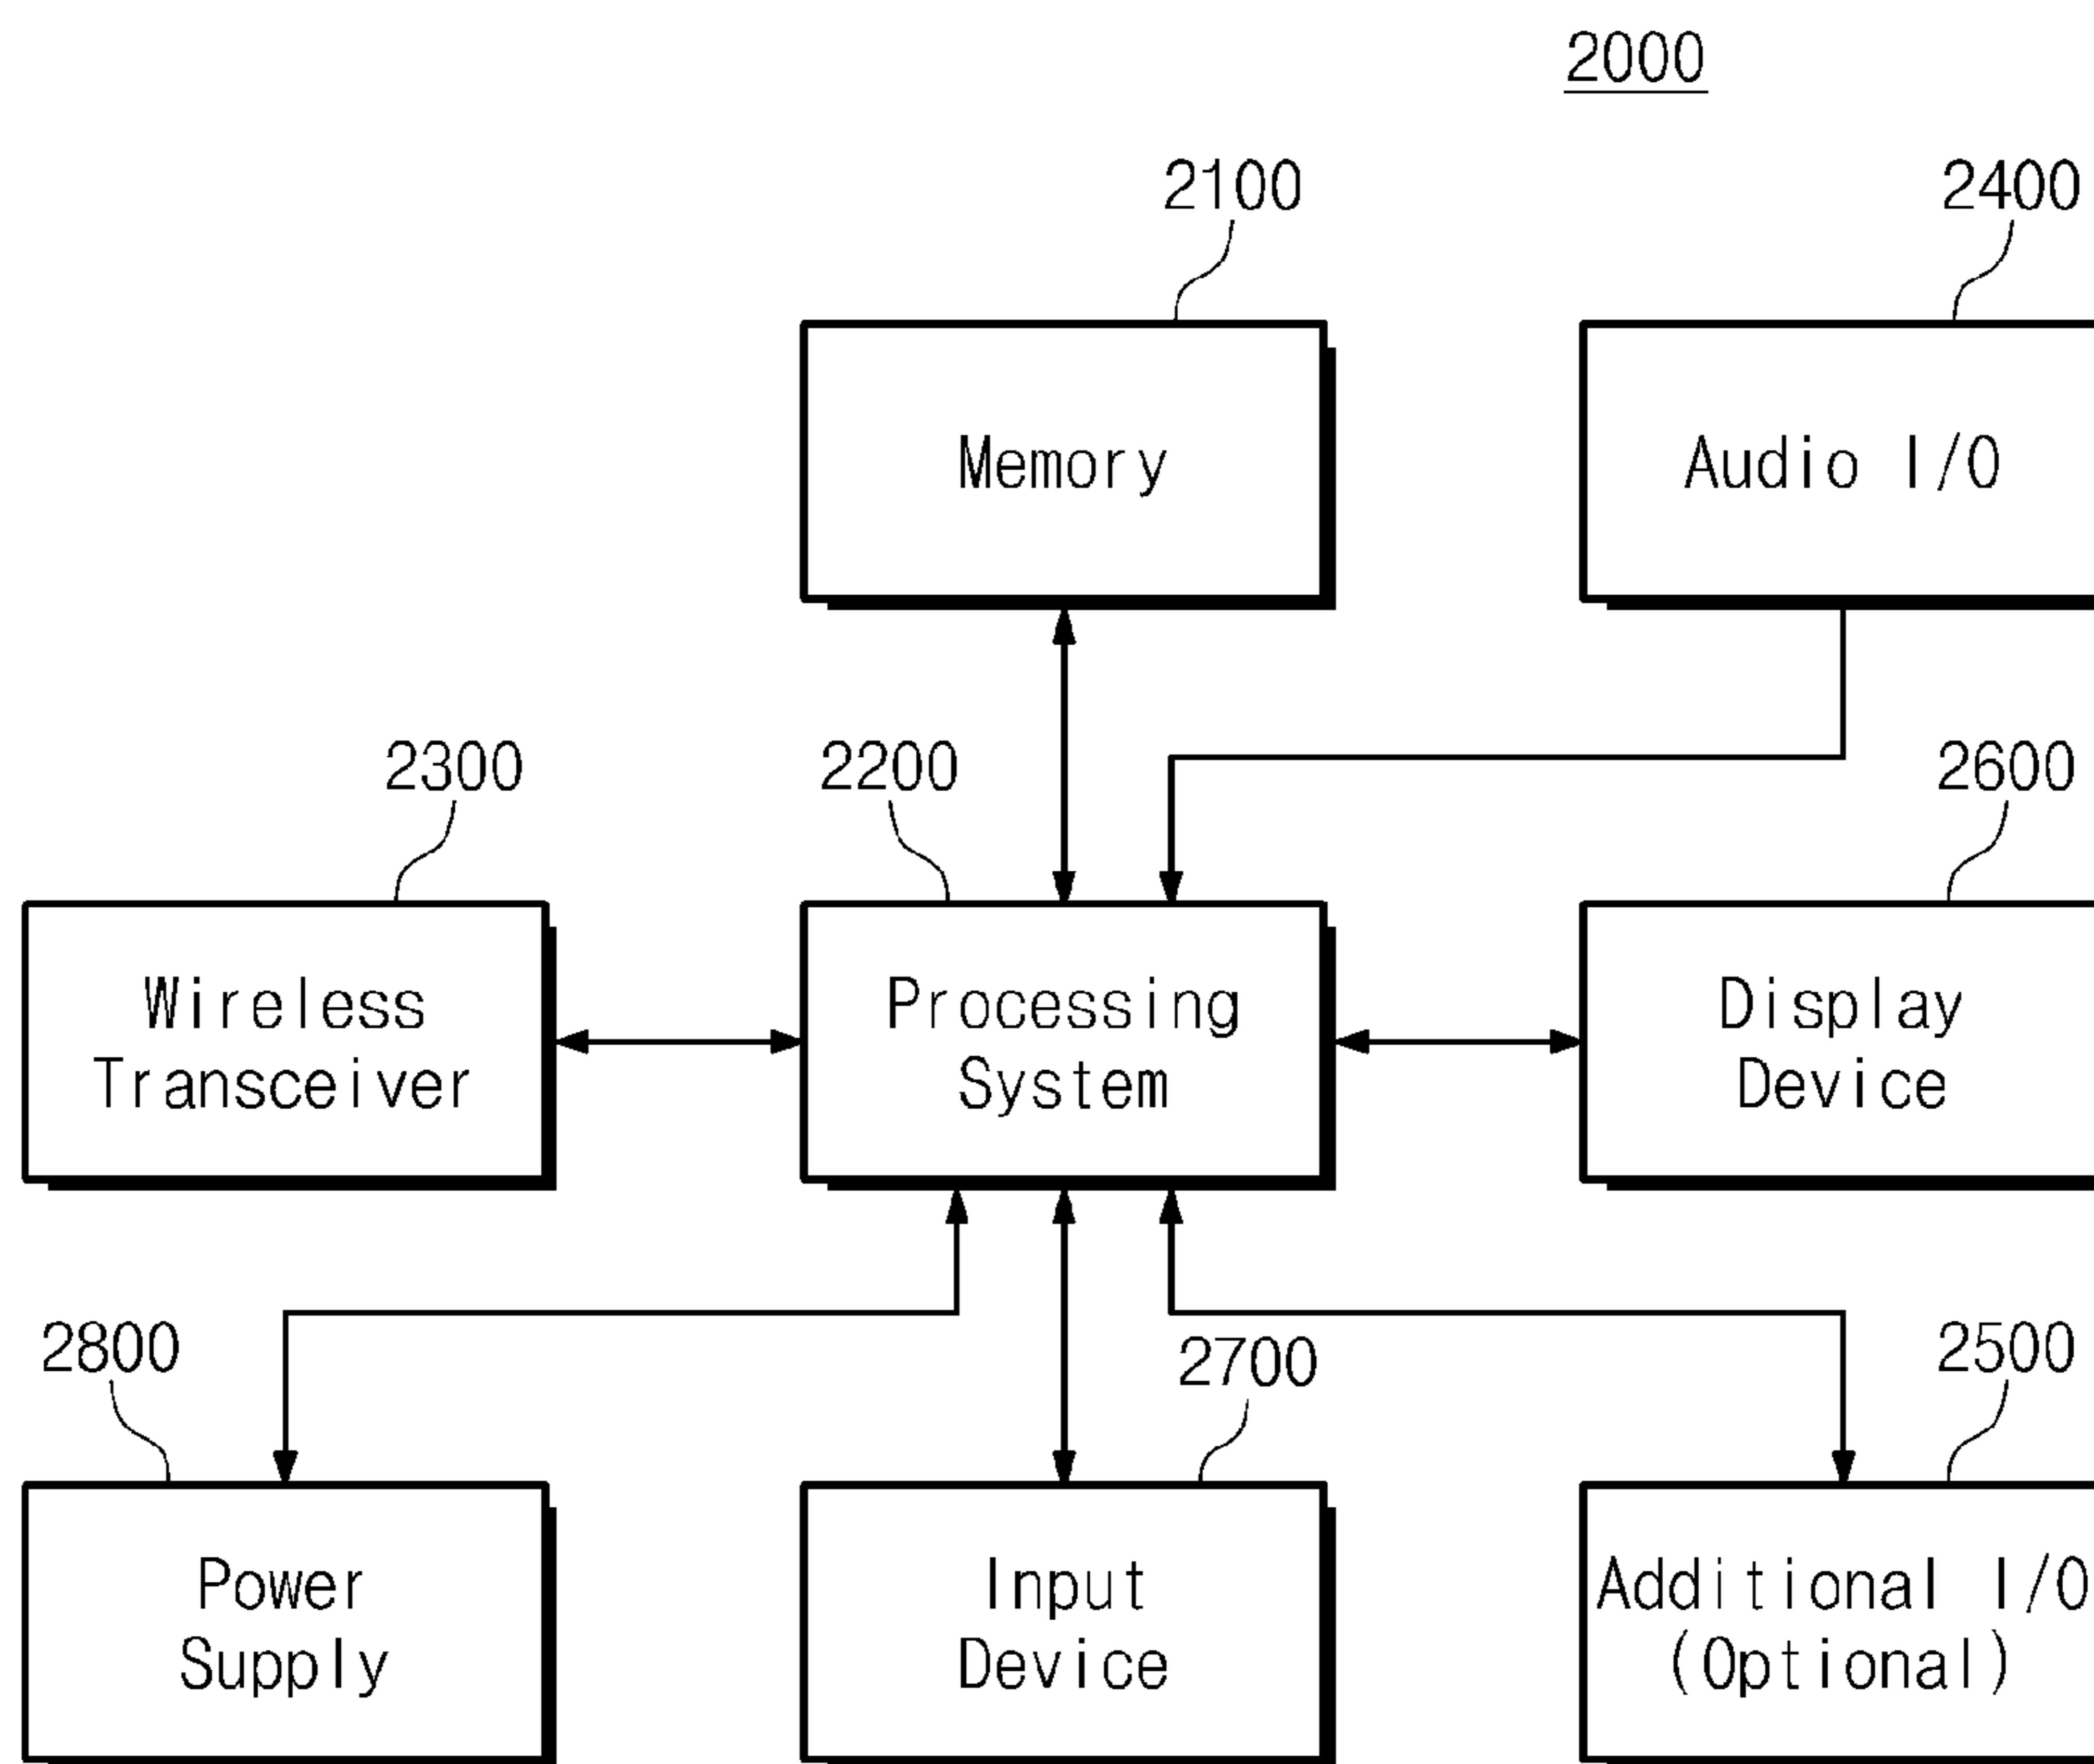 2000
2100
2400
Memory
Audio I/O
2300
2200
2600
Wireless
Transceiver
Processing
System
Display
Device
2800
2700
2500
Power
Supply
Input
Device
Additional I/O
(Optional)